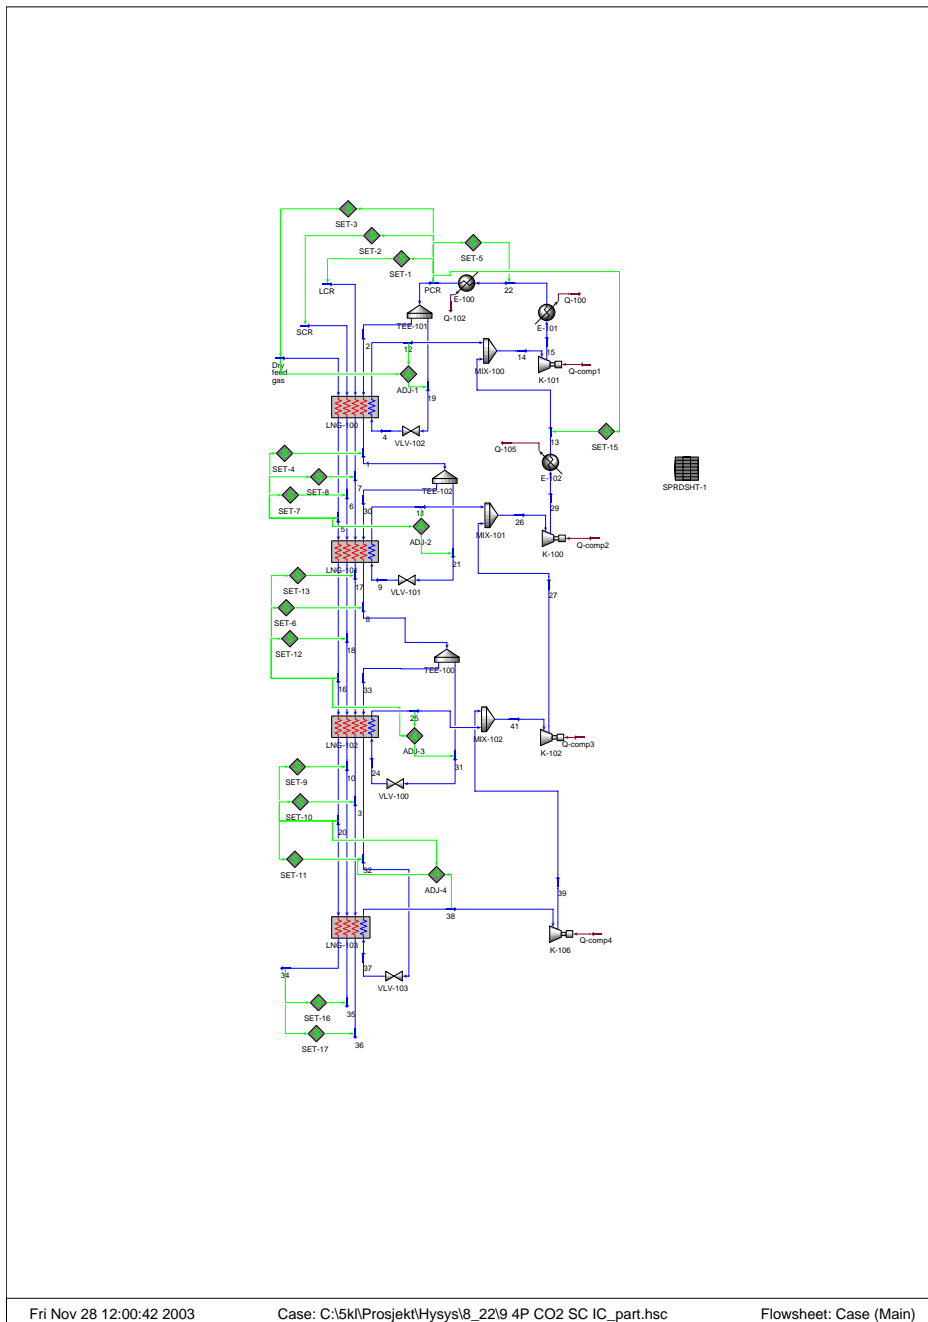 SET-3
SET-2
SET-5
SET-1
LCR
PCR
E-100
22
Q-100
Q-102
TEE-101
E-101
SCR
2
12
15
14
Dry
feed
gas
MIX-100
K-101
Q-comp1
ADJ-1
19
LNG-100
4
VLV-102
13
SET-15
Q-105
SET-4
1
E-102
SPRDSHT-1
SET-8
7
TEE-102
SET-7
6
30
29
11
26
5
ADJ-2
MIX-101
K-100
Q-comp2
21
LNG-101
9
VLV-101
SET-13
17
27
SET-6
8
SET-12
18
TEE-100
16
33
25
41
LNG-102
ADJ-3
MIX-102
K-102
Q-comp3
31
SET-9
10
24
VLV-100
SET-10
3
20
SET-11
32
ADJ-4
39
38
LNG-103
K-106
Q-comp4
37
34
VLV-103
SET-16
35
SET-17
36
Fri Nov 28 12:00:42 2003 Case: C:\5kl\Prosjekt\Hysys\8_22\9 4P CO2 SC IC_part.hsc Flowsheet: Case (Main)